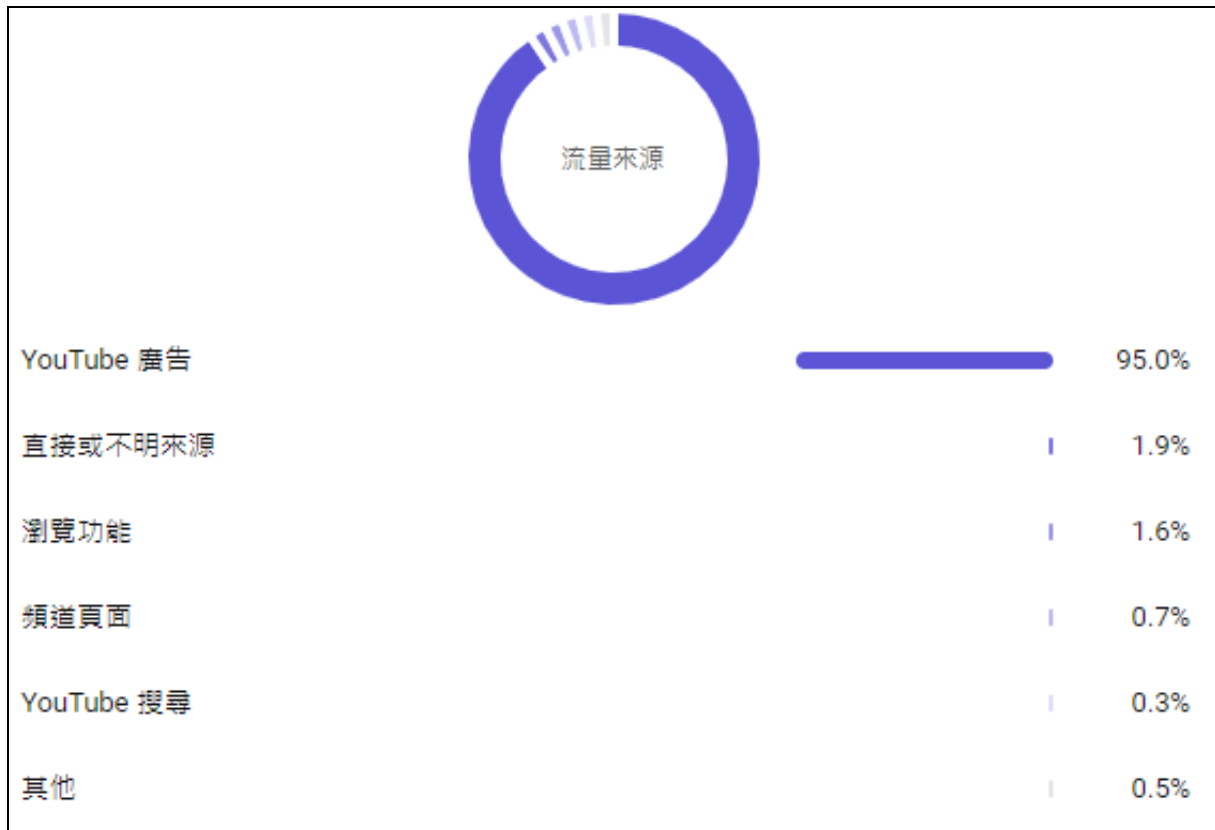 流量來源
YouTube 廣告 95.0%
直接或不明來源 1.9%
瀏覽功能 1.6%
頻道頁面 0.7%
YouTube 搜尋 0.3%
其他 0.5%